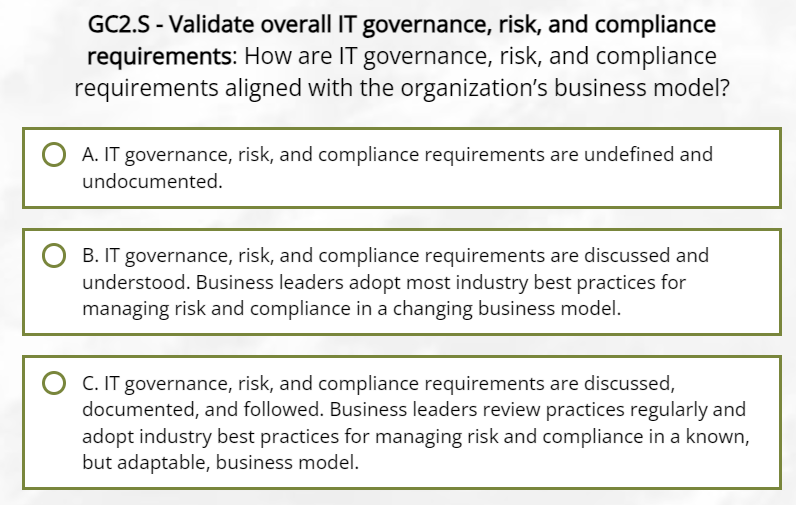 GC2.S - Validate overall IT governance, risk, and compliance
requirements: How are IT governance, risk, and compliance
requirements aligned with the organization’s business model?
A. IT governance, risk, and compliance requirements are undefined and
undocumented.
B. IT governance, risk, and compliance requirements are discussed and
understood. Business leaders adopt most industry best practices for
managing risk and compliance in a changing business model.
C. IT governance, risk, and compliance requirements are discussed,
documented, and followed. Business leaders review practices regularly and
adopt industry best practices for managing risk and compliance in a known,
but adaptable, business model.